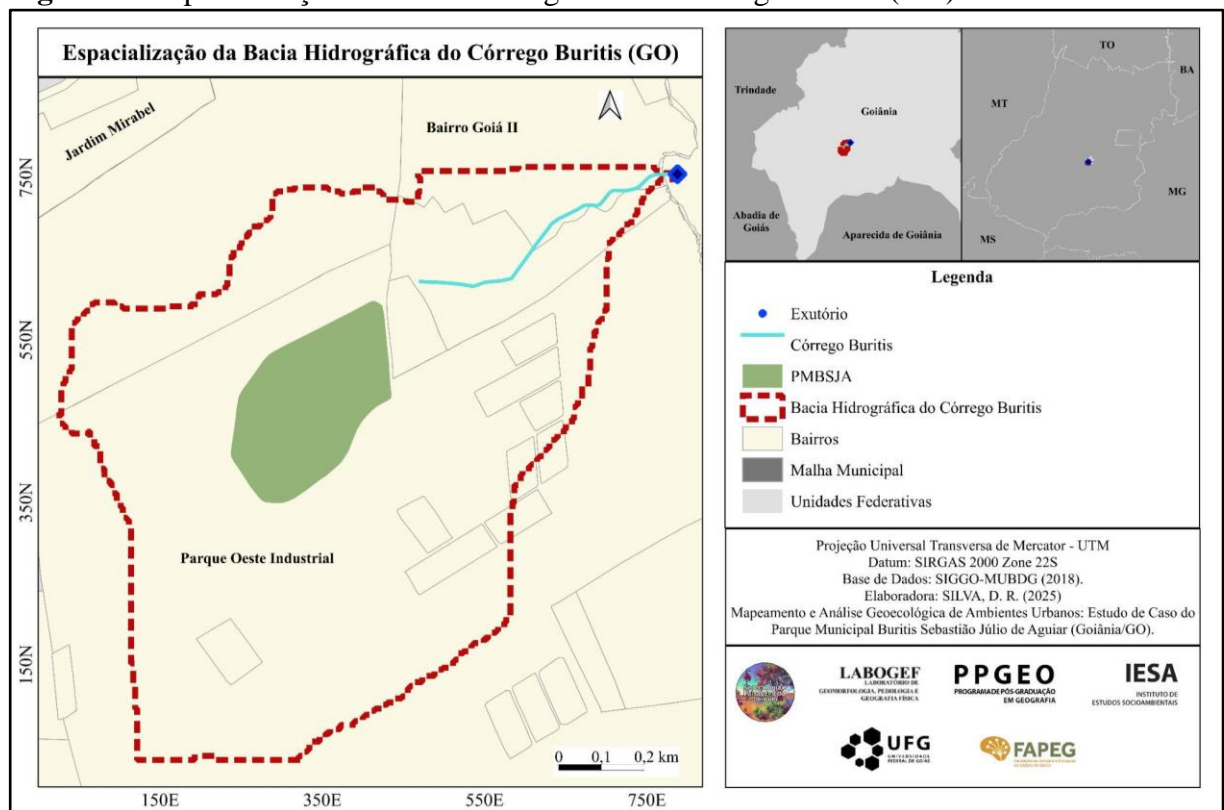 Espacialização da Bacia Hidrográfica do Córrego Buritis (GO)
Jardim Mirabel
Bairro Goiá II
Parque Oeste Industrial
750N
550N
350N
150N
150E
350E
550E
750E
0 0,1 0,2 km
Trindade
Goiânia
Abadia de
Goiás
Aparecida de Goiânia
TO
BA
MT
MG
MS
Legenda
Exutório
Córrego Buritis
PMBSJA
Bacia Hidrográfica do Córrego Buritis
Bairros
Malha Municipal
Unidades Federativas
Projeção Universal Transversa de Mercator - UTM
Datum: SIRGAS 2000 Zone 22S
Base de Dados: SIGGO-MUBDG (2018).
Elaboradora: SILVA, D. R. (2025)
Mapeamento e Análise Geoecológica de Ambientes Urbanos: Estudo de Caso do
Parque Municipal Buritis Sebastião Júlio de Aguiar (Goiânia/GO).
LABOGEF
LABORATÓRIO DE
GEOMORFOLOGIA, PEDOLOGIA E
GEOGRAFIA FÍSICA
PPGEO
PROGRAMA DE PÓS-GRADUAÇÃO
EM GEOGRAFIA
IESA
INSTITUTO DE
ESTUDOS SOCIOAMBIENTAIS
UFG
UNIVERSIDADE
FEDERAL DE GOIÁS
FAPEG